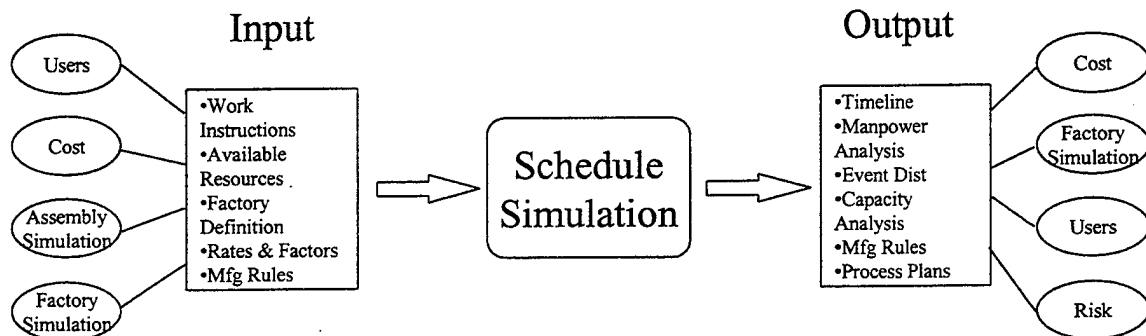 Input
Users
Cost
Assembly
Simulation
Factory
Simulation
•Work
Instructions
•Available
Resources
•Factory
Definition
•Rates & Factors
•Mfg Rules
Schedule
Simulation
Output
•Timeline
•Manpower
Analysis
•Event Dist
•Capacity
Analysis
•Mfg Rules
•Process Plans
Cost
Factory
Simulation
Users
Risk